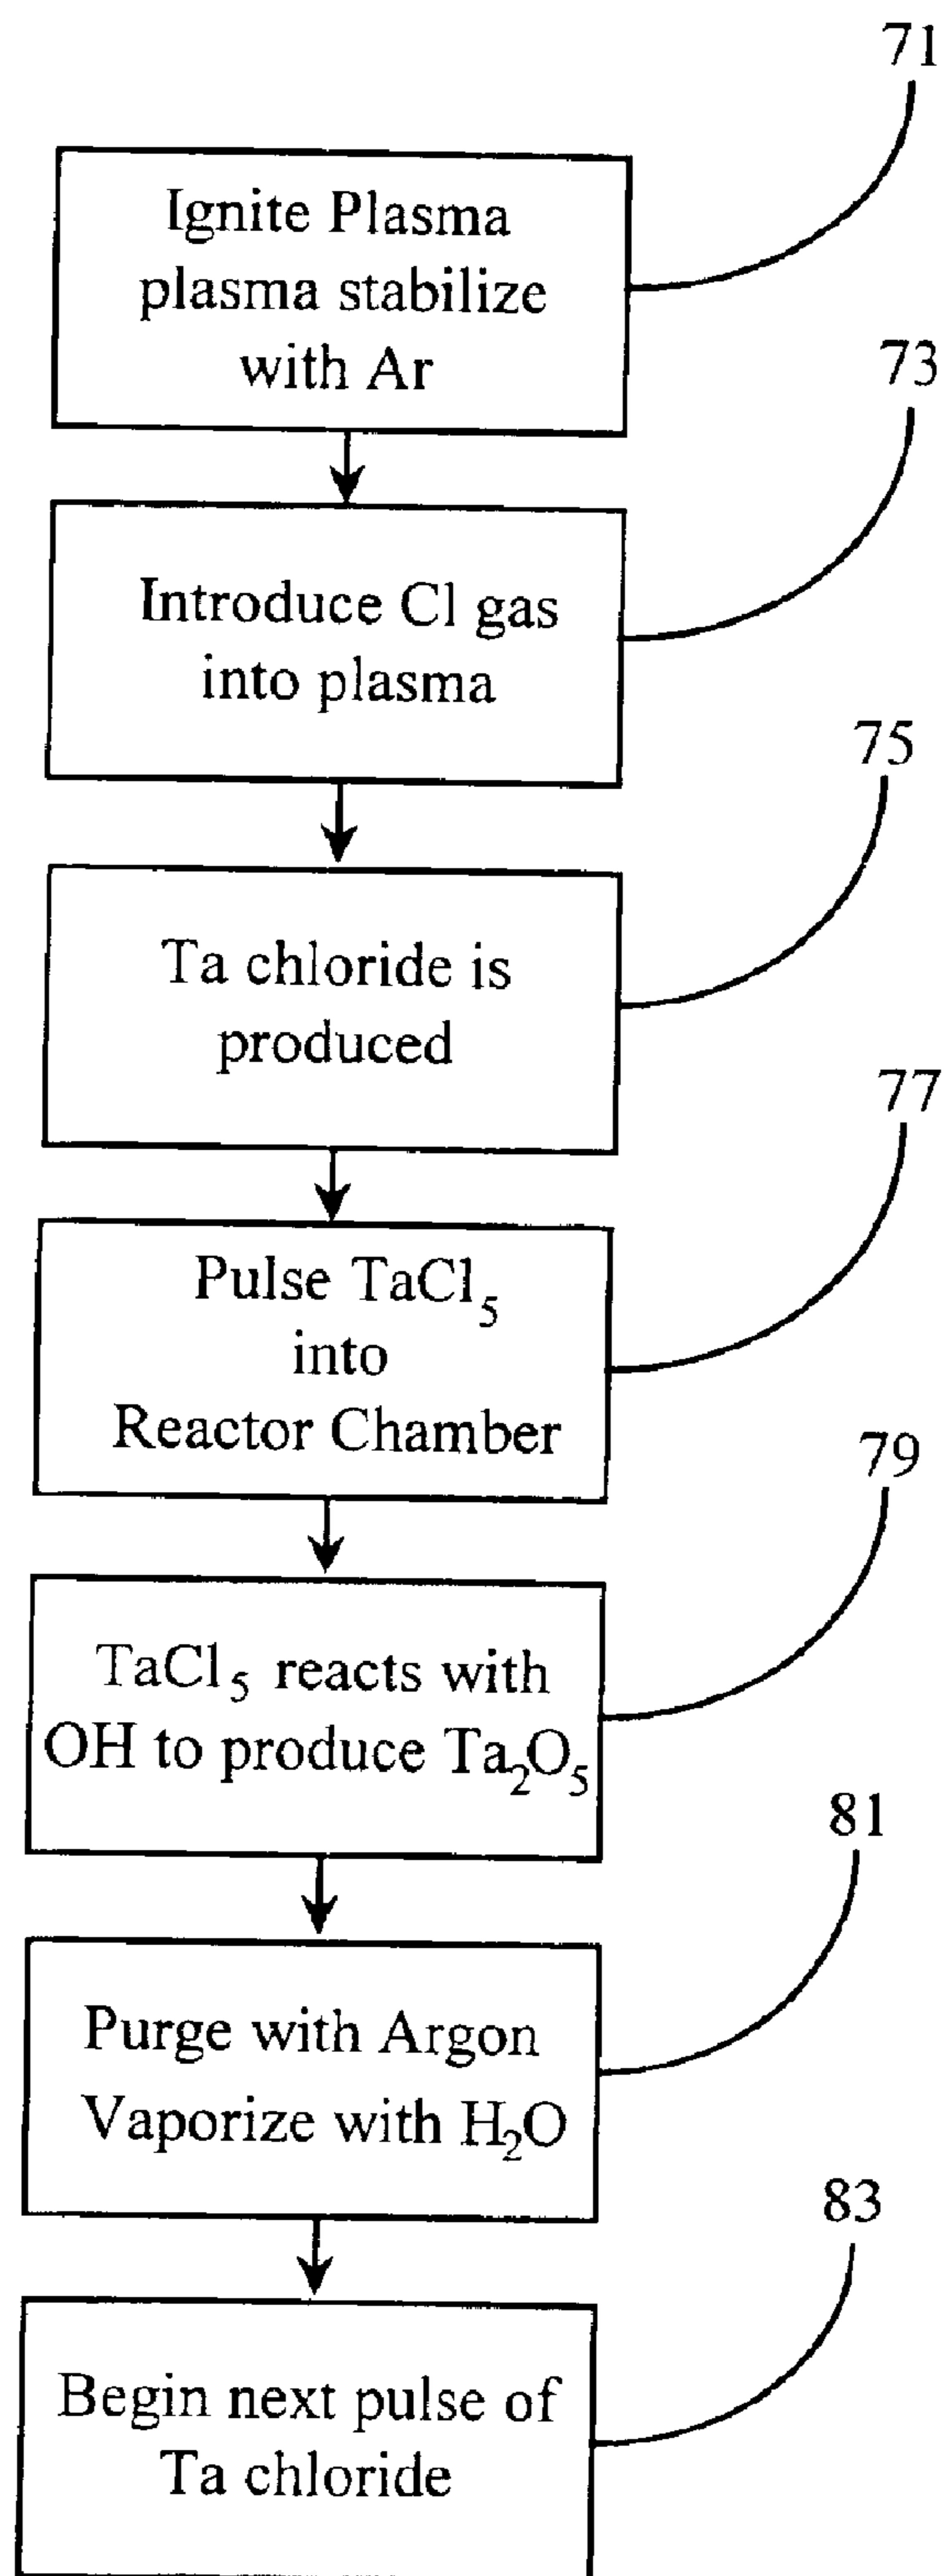 71
Ignite Plasma
plasma stabilize
with Ar
73
Introduce Cl gas
into plasma
75
Ta chloride is
produced
77
Pulse TaCl₅
into
Reactor Chamber
79
TaCl₅ reacts with
OH to produce Ta₂O₅
81
Purge with Argon
Vaporize with H₂O
83
Begin next pulse of
Ta chloride